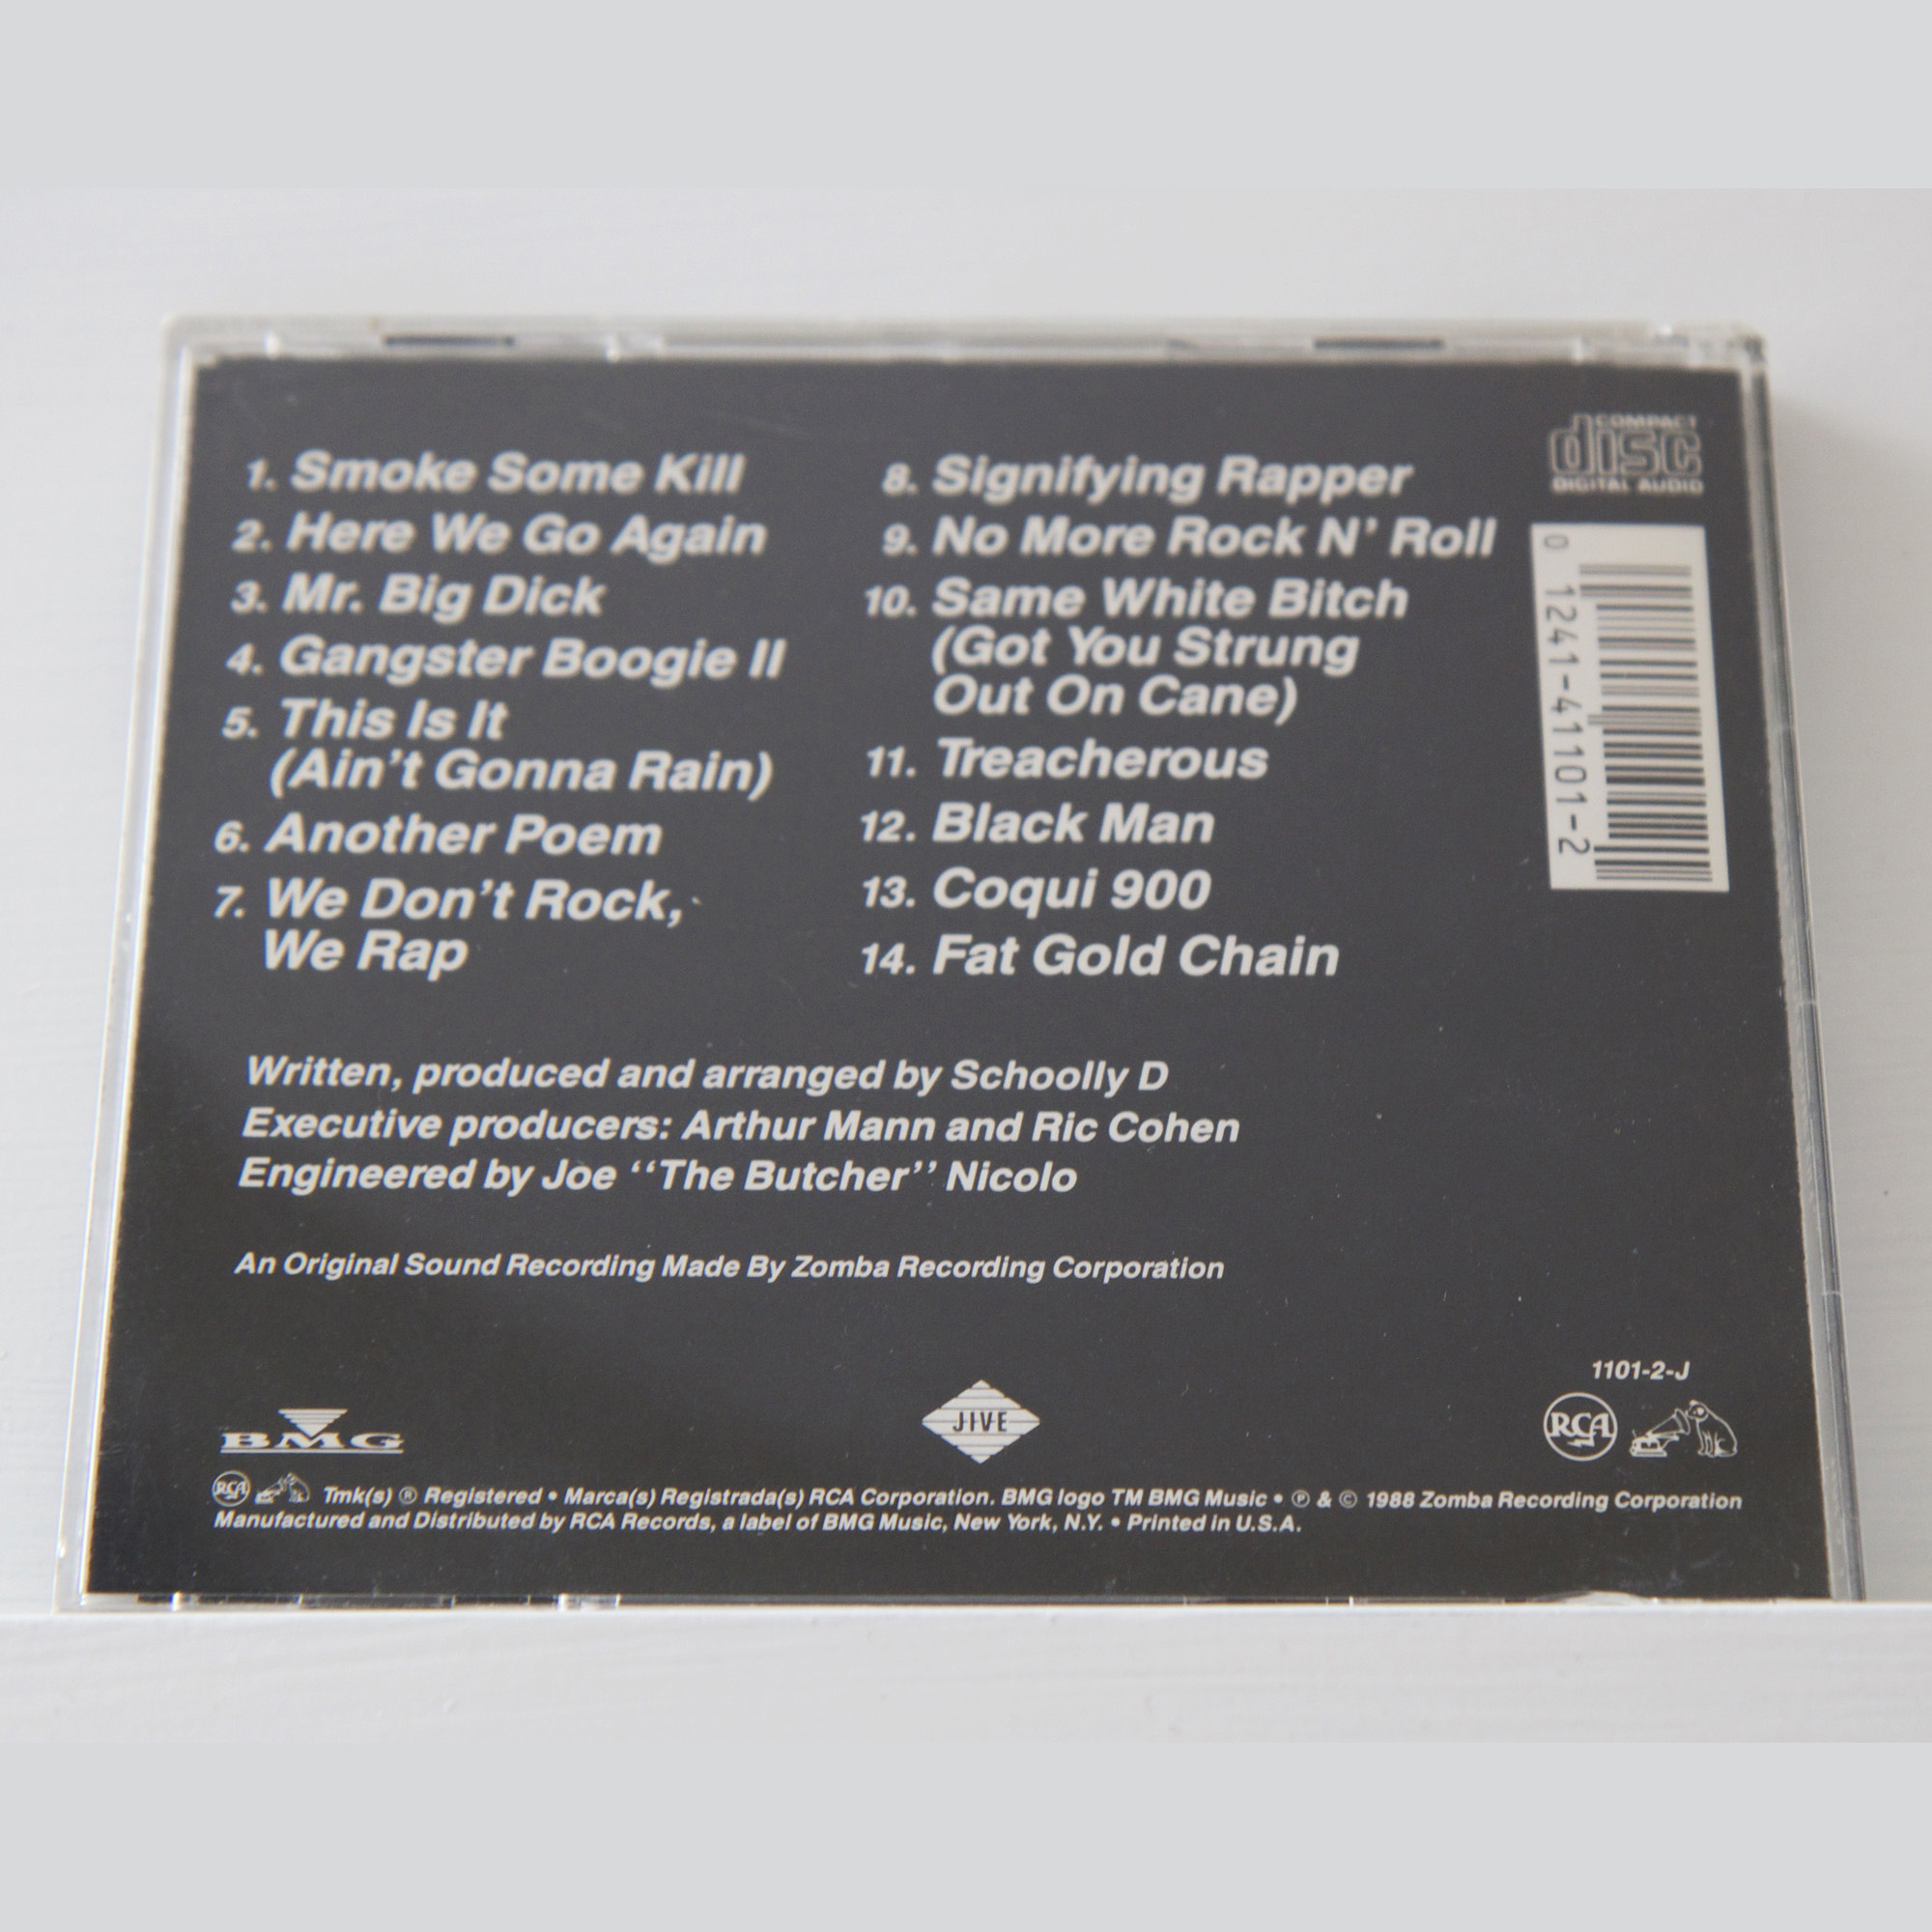 1. Smoke Some Kill
2. Here We Go Again
3. Mr. Big Dick
4. Gangster Boogie II
5. This Is It
(Ain't Gonna Rain)
6. Another Poem
7. We Don't Rock,
We Rap
8. Signifying Rapper
9. No More Rock N' Roll
10. Same White Bitch
(Got You Strung
Out On Cane)
11. Treacherous
12. Black Man
13. Coqui 900
14. Fat Gold Chain
COMPACT
disc
DIGITAL AUDIO
0 1241-41101-2
Written, produced and arranged by Schoolly D
Executive producers: Arthur Mann and Ric Cohen
Engineered by Joe ‘‘The Butcher’’ Nicolo
An Original Sound Recording Made By Zomba Recording Corporation
1101-2-J
BMG
JIVE
RCA
RCA Tmk(s) ® Registered • Marca(s) Registrada(s) RCA Corporation. BMG logo TM BMG Music • ℗ & © 1988 Zomba Recording Corporation
Manufactured and Distributed by RCA Records, a label of BMG Music, New York, N.Y. • Printed in U.S.A.